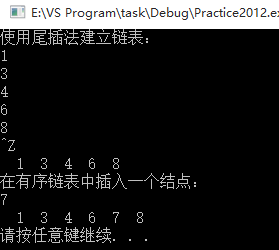 E:\VS Program\task\Debug\Practice2012.e
使用尾插法建立链表：
1
3
4
6
8
^Z
1 3 4 6 8
在有序链表中插入一个结点：
7
1 3 4 6 7 8
请按任意键继续. . .